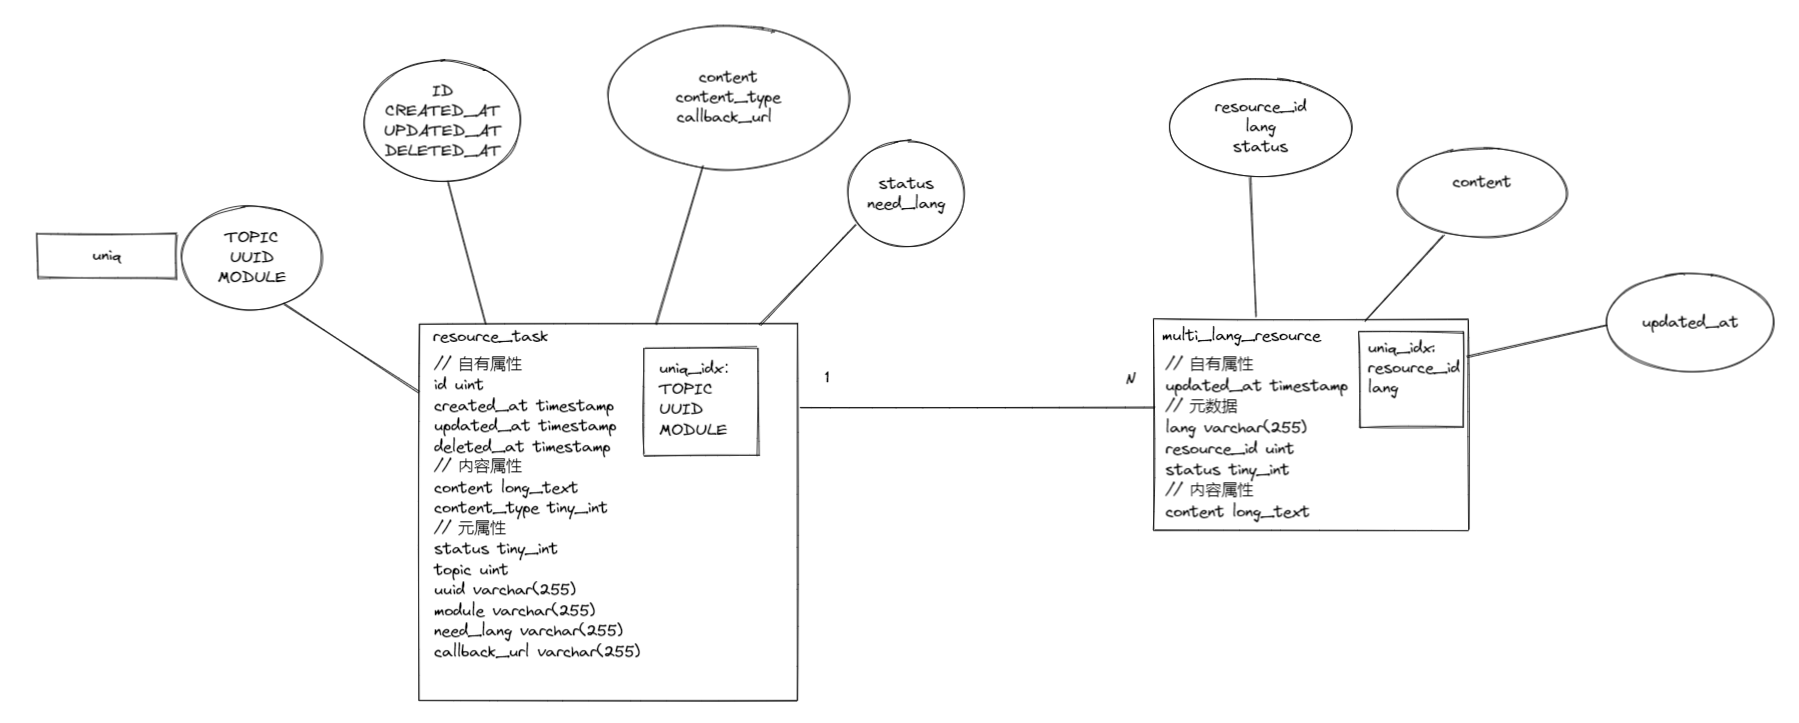 uniq
TOPIC
UUID
MODULE
ID
CREATED_AT
UPDATED_AT
DELETED_AT
content
content_type
callback_url
status
need_lang
resource_task
// 自有属性
id uint
created_at timestamp
updated_at timestamp
deleted_at timestamp
// 内容属性
content long_text
content_type tiny_int
// 元属性
status tiny_int
topic uint
uuid varchar(255)
module varchar(255)
need_lang varchar(255)
callback_url varchar(255)
uniq_idx:
TOPIC
UUID
MODULE
1
N
resource_id
lang
status
content
updated_at
multi_lang_resource
// 自有属性
updated_at timestamp
// 元数据
lang varchar(255)
resource_id uint
status tiny_int
// 内容属性
content long_text
uniq_idx:
resource_id
lang